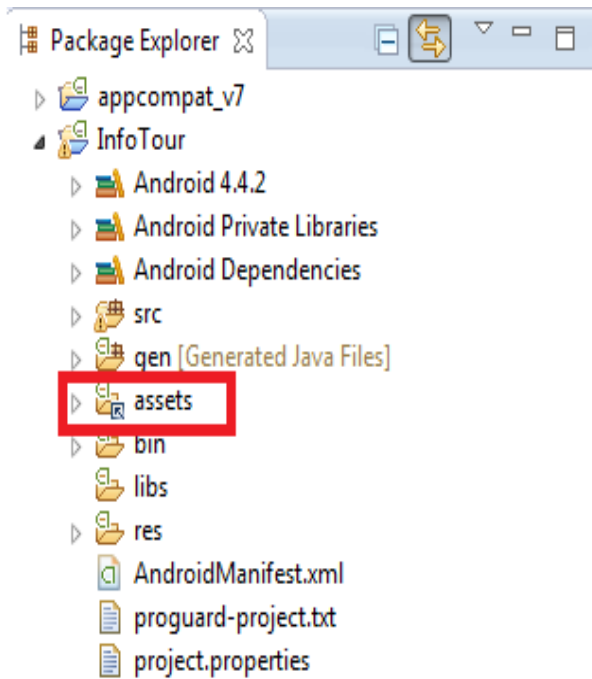 Package Explorer
appcompat_v7
InfoTour
Android 4.4.2
Android Private Libraries
Android Dependencies
src
gen [Generated Java Files]
assets
bin
libs
res
AndroidManifest.xml
proguard-project.txt
project.properties